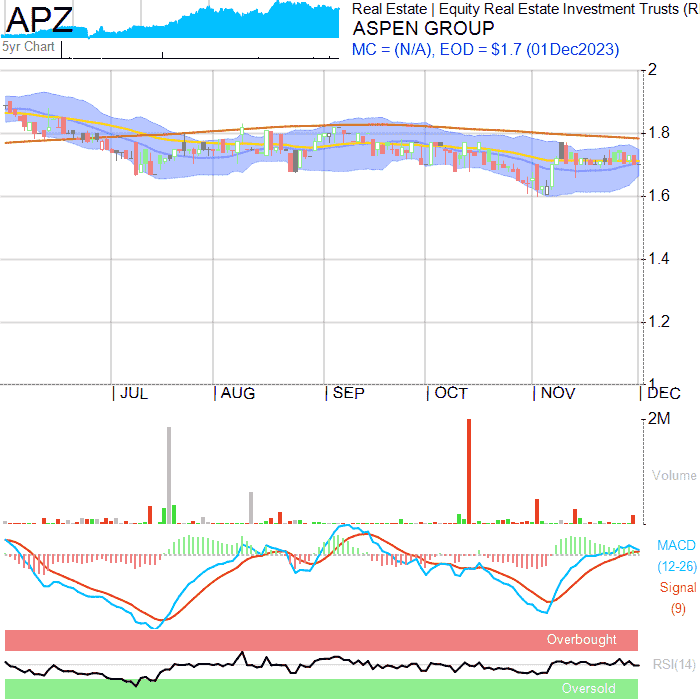 APZ
5yr Chart
Real Estate | Equity Real Estate Investment Trusts (R
ASPEN GROUP
MC = (N/A), EOD = $1.7 (01Dec2023)
2
1.8
1.6
1.4
1.2
1
JUL AUG SEP OCT NOV DEC
2M
Volume
MACD
(12-26)
Signal
(9)
Overbought
RSI(14)
Oversold